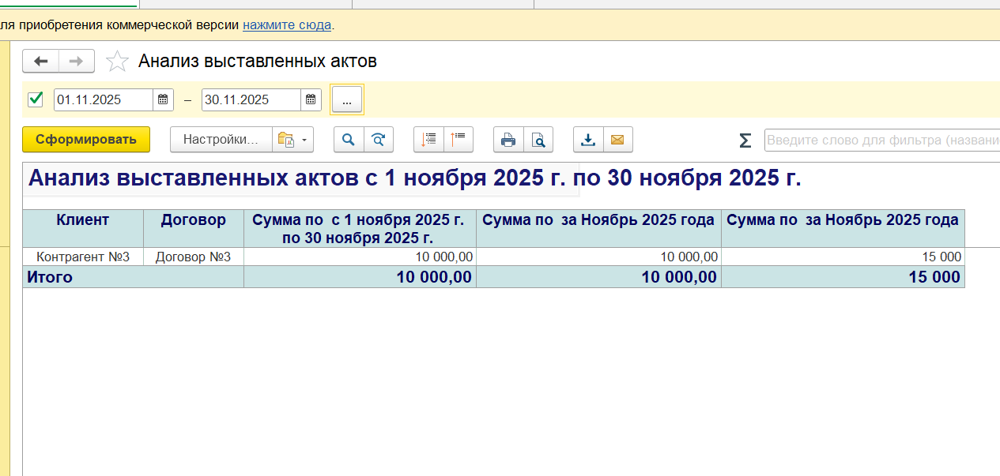 ля приобретения коммерческой версии нажмите сюда.
Анализ выставленных актов
01.11.2025 – 30.11.2025 ...
Сформировать Настройки... Σ Введите слово для фильтра (названи
Анализ выставленных актов с 1 ноября 2025 г. по 30 ноября 2025 г.
Клиент Договор Сумма по с 1 ноября 2025 г. Сумма по за Ноябрь 2025 года Сумма по за Ноябрь 2025 года
по 30 ноября 2025 г.
Контрагент №3 Договор №3 10 000,00 10 000,00 15 000
Итого 10 000,00 10 000,00 15 000